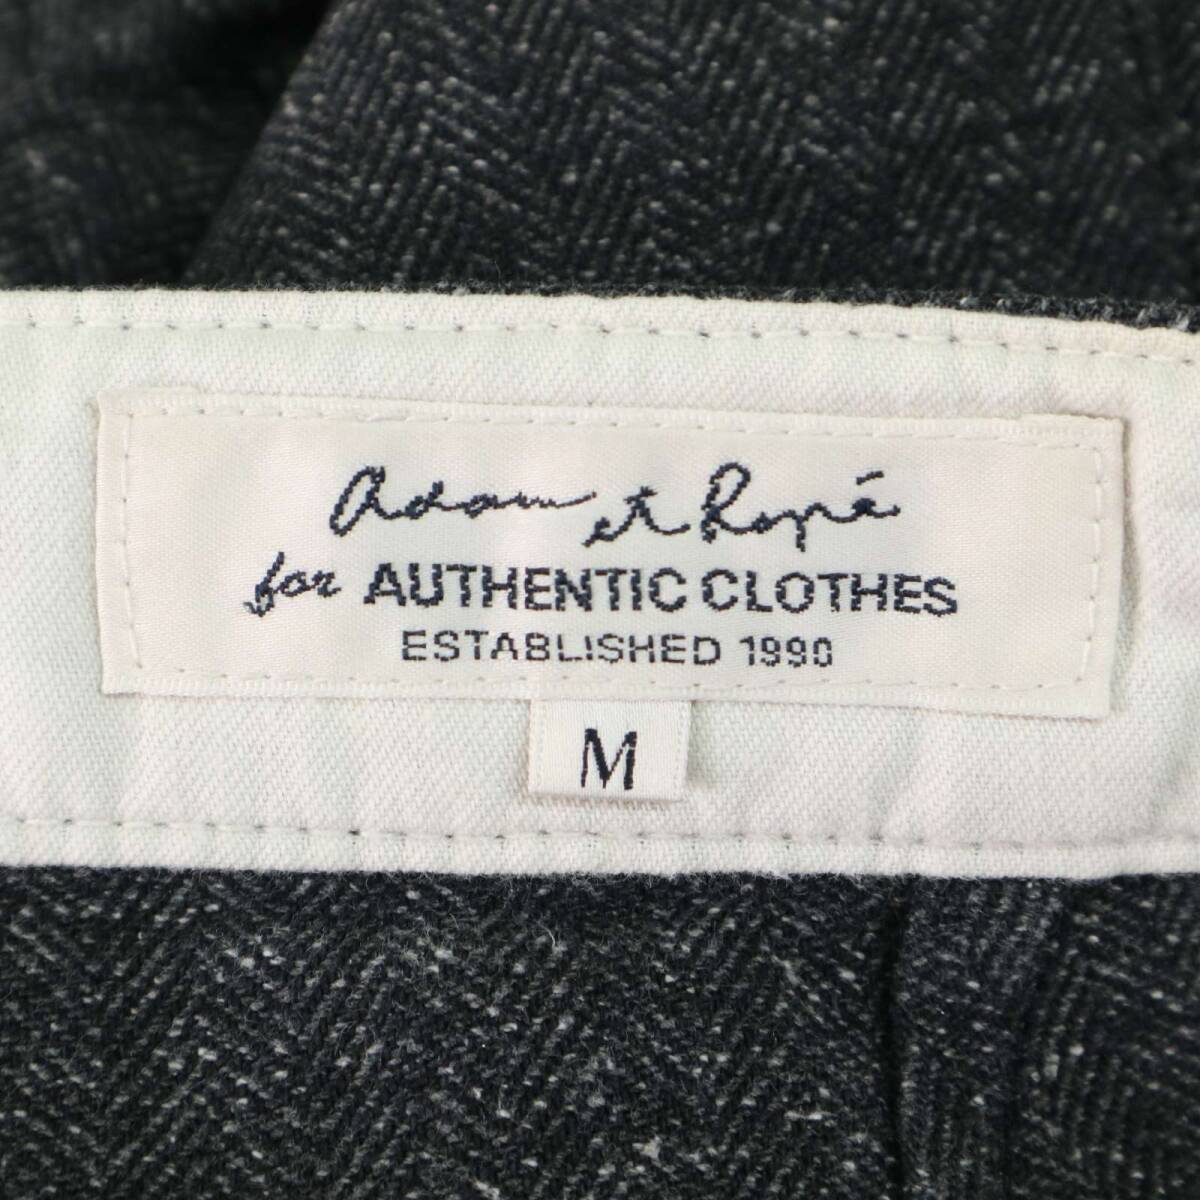 Adam et Ropé
for AUTHENTIC CLOTHES
ESTABLISHED 1990
M